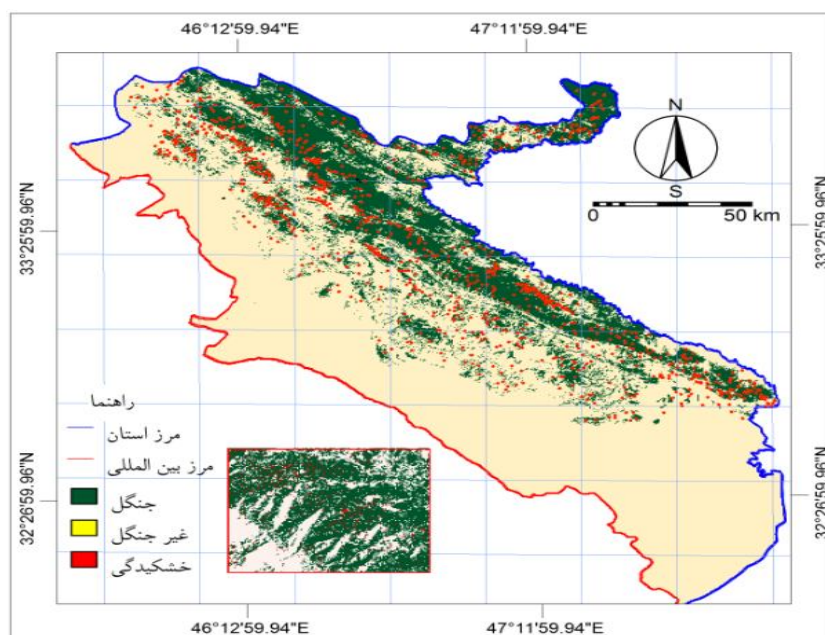 46°12'59.94"E 47°11'59.94"E
N
S
0 50 km
33°25'59.96"N 33°25'59.96"N
راهنما
مرز استان
مرز بین المللی
جنگل
غیر جنگل
خشکیدگی
32°26'59.96"N 32°26'59.96"N
46°12'59.94"E 47°11'59.94"E